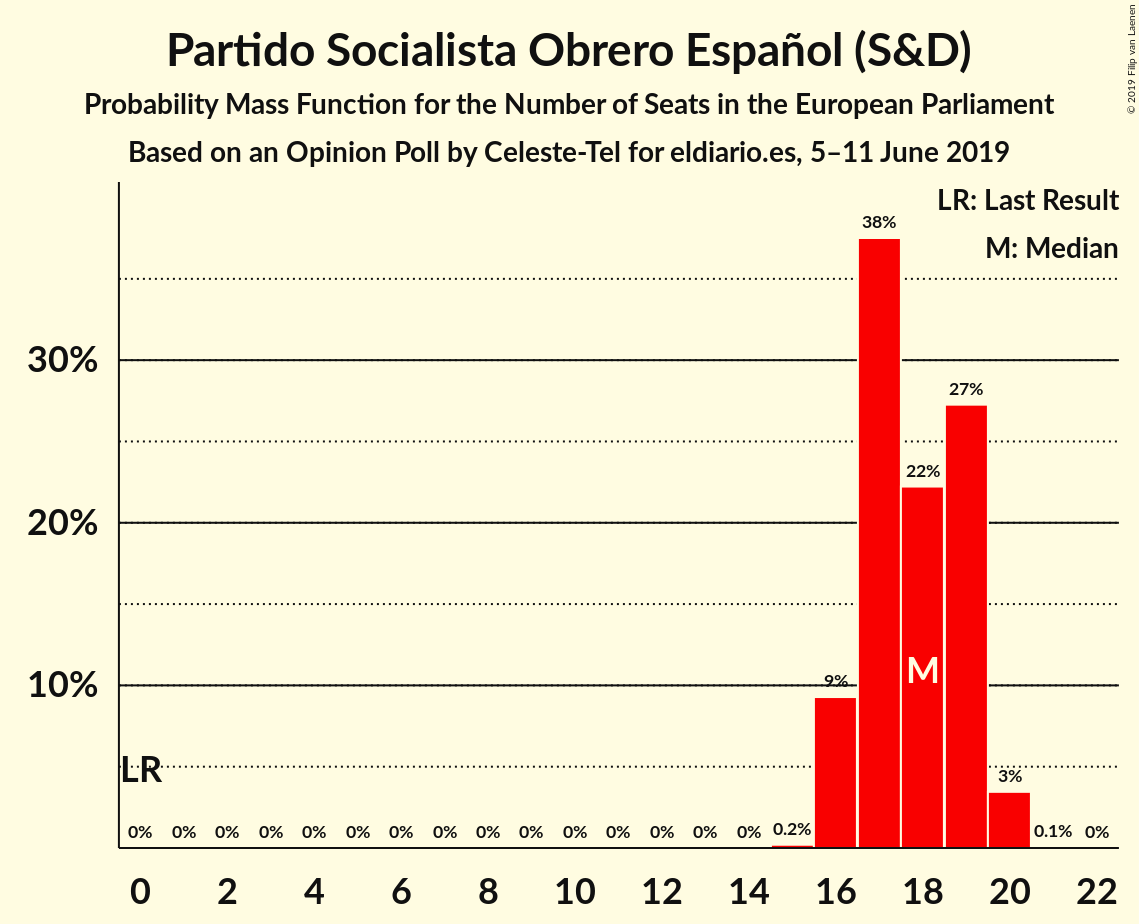 Partido Socialista Obrero Español (S&D)
Probability Mass Function for the Number of Seats in the European Parliament
Based on an Opinion Poll by Celeste-Tel for eldiario.es, 5–11 June 2019
© 2019 Filip van Laenen
LR: Last Result
M: Median
38%
30%
27%
22%
20%
M
10%
9%
LR
3%
0% 0% 0% 0% 0% 0% 0% 0% 0% 0% 0% 0% 0% 0% 0% 0.2% 0.1% 0%
0 2 4 6 8 10 12 14 16 18 20 22